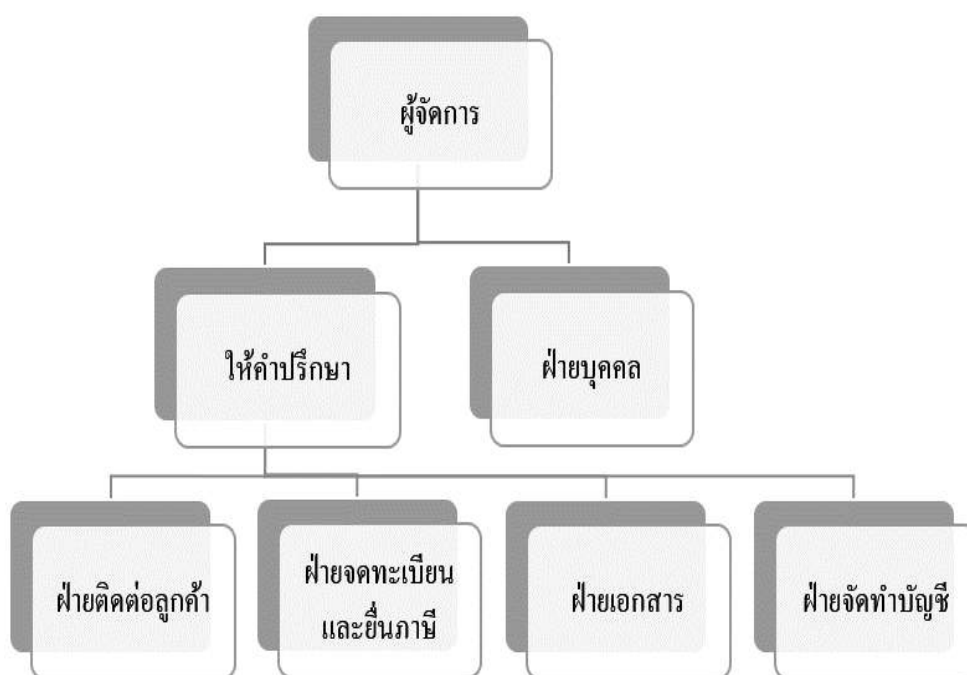 ผู้จัดการ
ให้คำปรึกษา
ฝ่ายบุคคล
ฝ่ายติดต่อลูกค้า
ฝ่ายจดทะเบียน
และยื่นภาษี
ฝ่ายเอกสาร
ฝ่ายจัดทำบัญชี